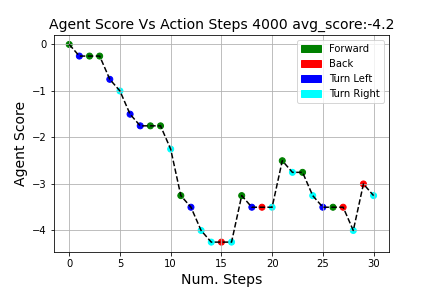 Agent Score Vs Action Steps 4000 avg_score:-4.2
0
−1
−2
−3
−4
Agent Score
Forward
Back
Turn Left
Turn Right
0 5 10 15 20 25 30
Num. Steps